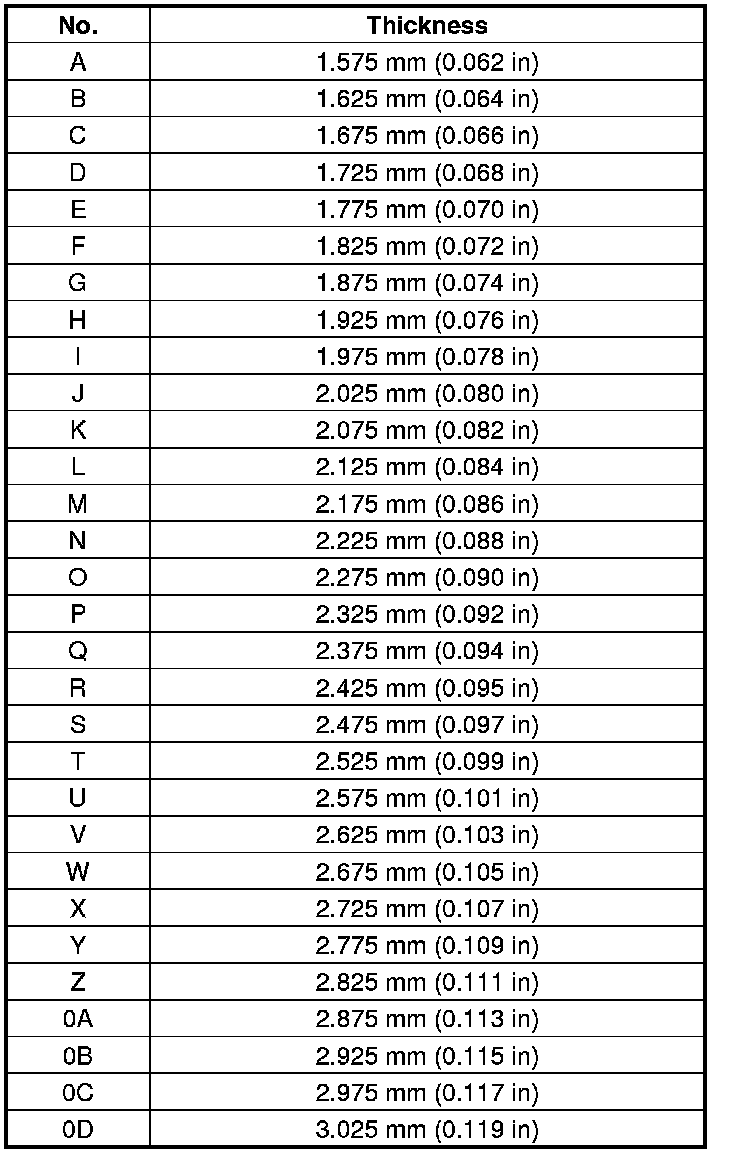 No. Thickness
A 1.575 mm (0.062 in)
B 1.625 mm (0.064 in)
C 1.675 mm (0.066 in)
D 1.725 mm (0.068 in)
E 1.775 mm (0.070 in)
F 1.825 mm (0.072 in)
G 1.875 mm (0.074 in)
H 1.925 mm (0.076 in)
I 1.975 mm (0.078 in)
J 2.025 mm (0.080 in)
K 2.075 mm (0.082 in)
L 2.125 mm (0.084 in)
M 2.175 mm (0.086 in)
N 2.225 mm (0.088 in)
O 2.275 mm (0.090 in)
P 2.325 mm (0.092 in)
Q 2.375 mm (0.094 in)
R 2.425 mm (0.095 in)
S 2.475 mm (0.097 in)
T 2.525 mm (0.099 in)
U 2.575 mm (0.101 in)
V 2.625 mm (0.103 in)
W 2.675 mm (0.105 in)
X 2.725 mm (0.107 in)
Y 2.775 mm (0.109 in)
Z 2.825 mm (0.111 in)
0A 2.875 mm (0.113 in)
0B 2.925 mm (0.115 in)
0C 2.975 mm (0.117 in)
0D 3.025 mm (0.119 in)